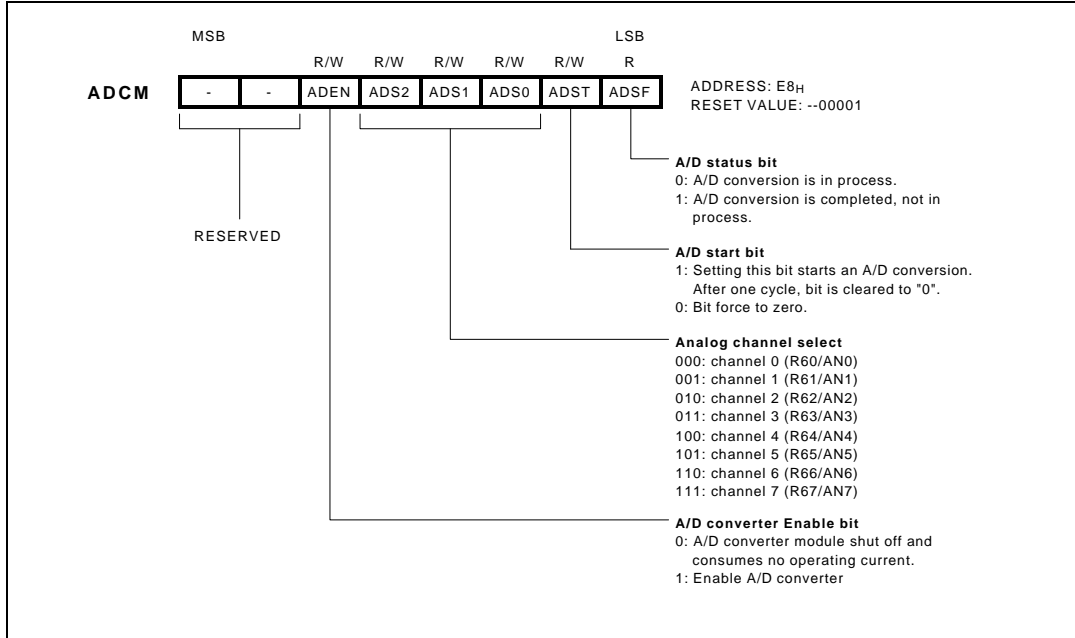 MSB LSB
R/W R/W R/W R/W R/W R
ADCM - - ADEN ADS2 ADS1 ADS0 ADST ADSF ADDRESS: E8H
RESET VALUE: --00001
RESERVED
A/D status bit
0: A/D conversion is in process.
1: A/D conversion is completed, not in
process.
A/D start bit
1: Setting this bit starts an A/D conversion.
After one cycle, bit is cleared to "0".
0: Bit force to zero.
Analog channel select
000: channel 0 (R60/AN0)
001: channel 1 (R61/AN1)
010: channel 2 (R62/AN2)
011: channel 3 (R63/AN3)
100: channel 4 (R64/AN4)
101: channel 5 (R65/AN5)
110: channel 6 (R66/AN6)
111: channel 7 (R67/AN7)
A/D converter Enable bit
0: A/D converter module shut off and
consumes no operating current.
1: Enable A/D converter